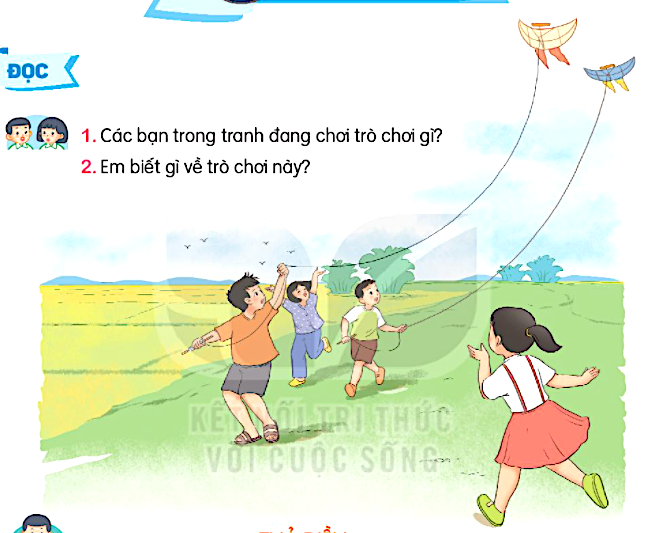 ĐỌC
1. Các bạn trong tranh đang chơi trò chơi gì?
2. Em biết gì về trò chơi này?
KẾT NỐI TRI THỨC
VỚI CUỘC SỐNG